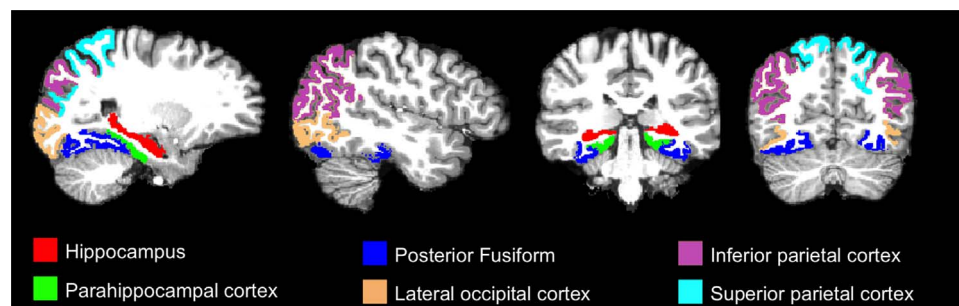 Hippocampus
Posterior Fusiform
Inferior parietal cortex
Parahippocampal cortex
Lateral occipital cortex
Superior parietal cortex